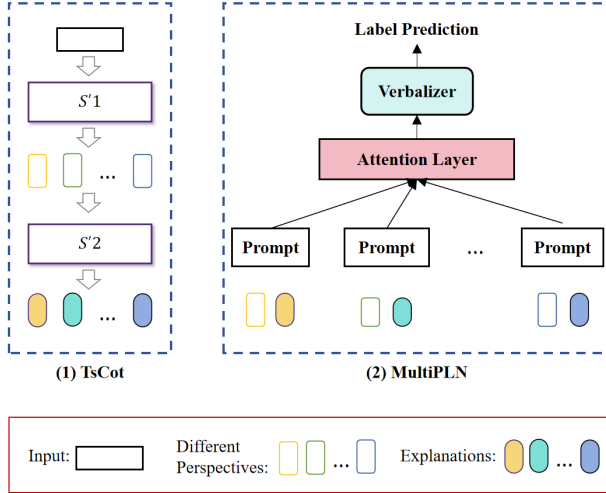 S'1
...
S'2
...
(1) TsCot
Label Prediction
Verbalizer
Attention Layer
Prompt Prompt ... Prompt
(2) MultiPLN
Input:
Different
Perspectives: ...
Explanations: ...